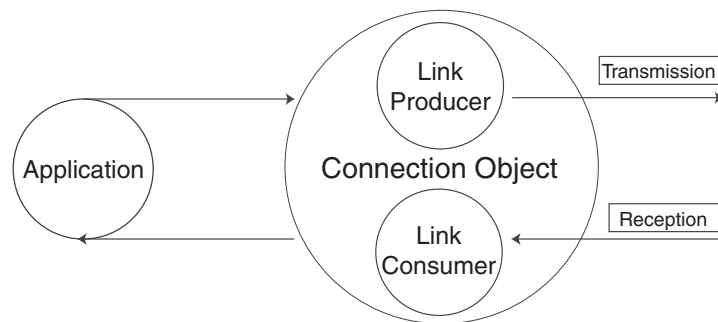 Link
Producer
Transmission
Application
Connection Object
Link
Consumer
Reception